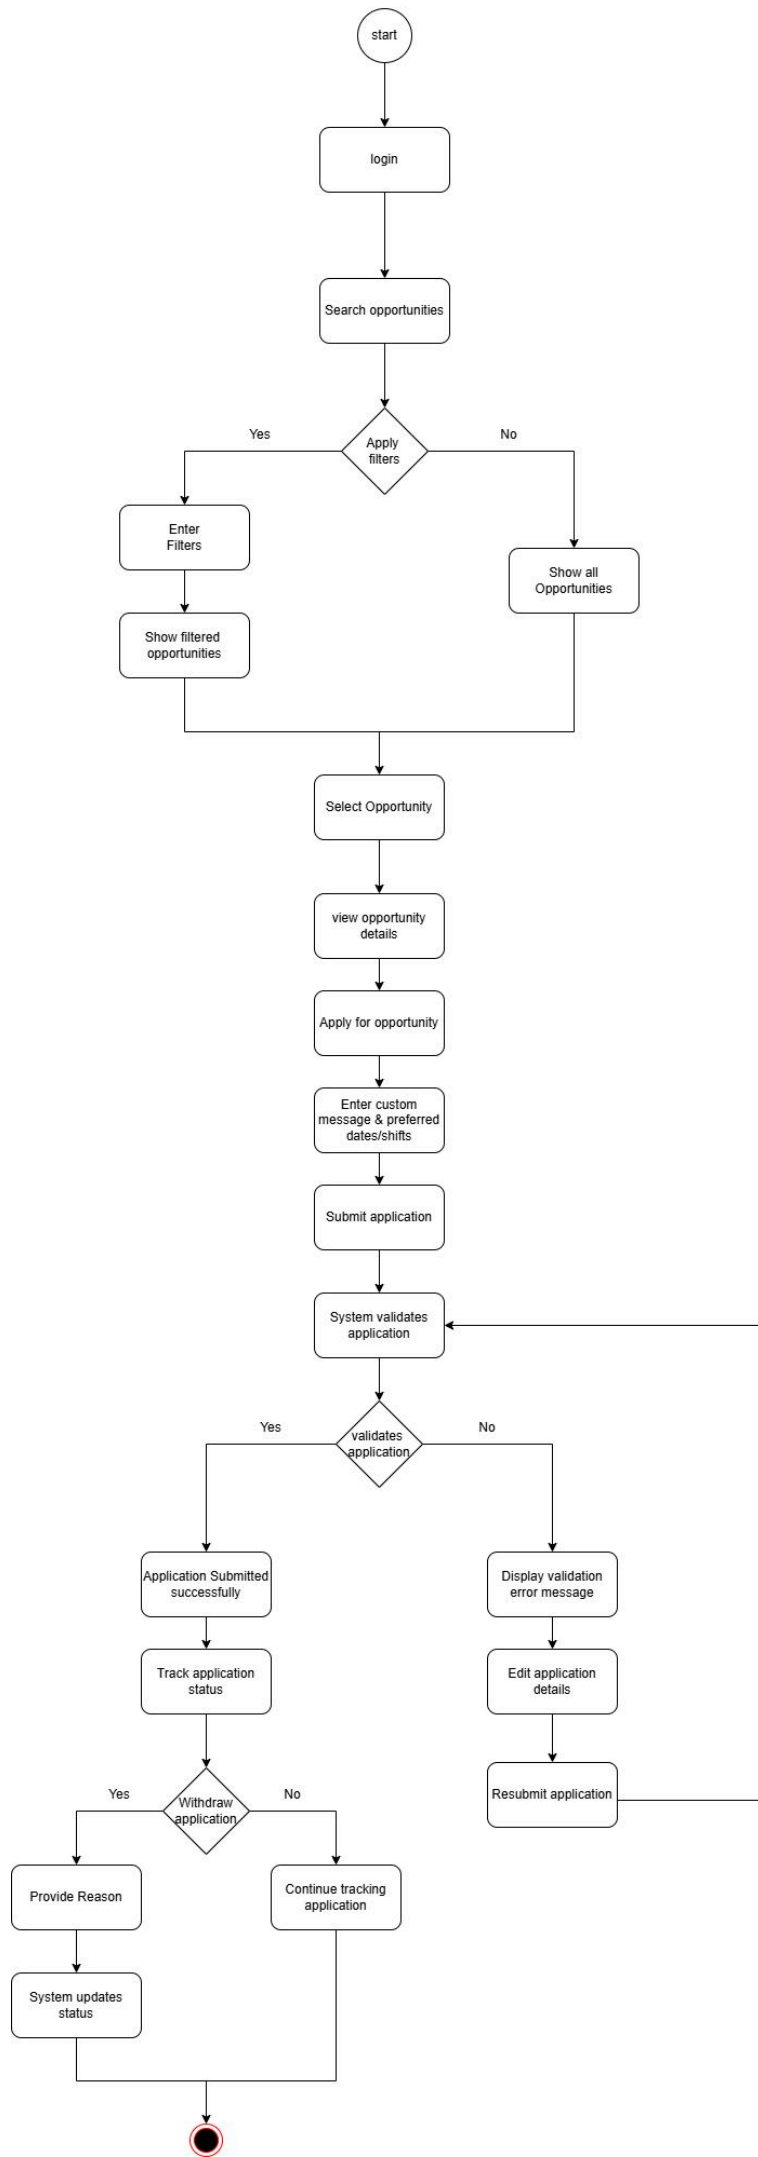 start
login
Search opportunities
Apply
filters
Yes
No
Enter
Filters
Show all
Opportunities
Show filtered
opportunities
Select Opportunity
view opportunity
details
Apply for opportunity
Enter custom
message & preferred
dates/shifts
Submit application
System validates
application
validates
application
Yes
No
Application Submitted
successfully
Display validation
error message
Track application
status
Edit application
details
Withdraw
application
Yes
No
Resubmit application
Provide Reason
Continue tracking
application
System updates
status